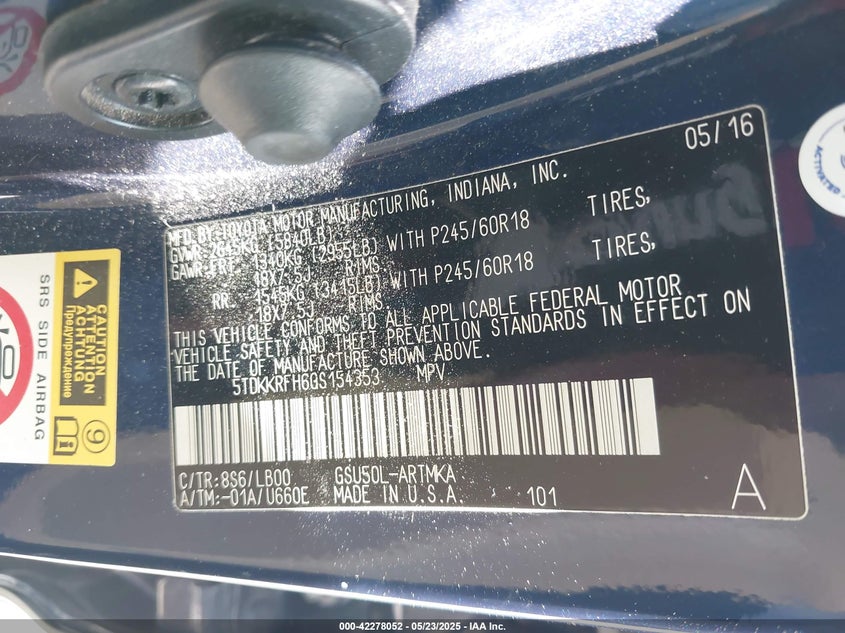 05/16
MFD BY:TOYOTA MOTOR MANUFACTURING, INDIANA, INC.
GVWR 2645KG (5840LB)
GAWR FRT 1340KG (2955LB) WITH P245/60R18 TIRES,
18X7.5J RIMS
RR 1545KG (3415LB) WITH P245/60R18 TIRES,
18X7.5J RIMS
THIS VEHICLE CONFORMS TO ALL APPLICABLE FEDERAL MOTOR
VEHICLE SAFETY AND THEFT PREVENTION STANDARDS IN EFFECT ON
THE DATE OF MANUFACTURE SHOWN ABOVE.
5TDKKRFH6GS154353 MPV
C/TR:8S6/LB00 GSU50L-ARTMKA
A/TM:-01A/U660E MADE IN U.S.A. 101 A
SRS SIDE AIRBAG
CAUTION
ATTENTION
ACHTUNG
Предупреждение
9
000-42278052 - 05/23/2025 - IAA Inc.